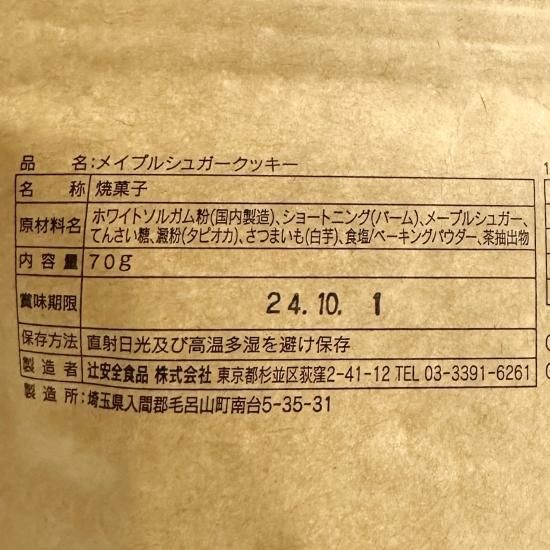 品 名:メイプルシュガークッキー
名 称 焼菓子
原材料名 ホワイトソルガム粉(国内製造)、ショートニング(パーム)、メープルシュガー、
てんさい糖、澱粉(タピオカ)、さつまいも(白芋)、食塩/ベーキングパウダー、茶抽出物
内容量 70g
賞味期限 24.10. 1
保存方法 直射日光及び高温多湿を避け保存
製造者 辻安全食品 株式会社 東京都杉並区荻窪2-41-12 TEL 03-3391-6261
製造所:埼玉県入間郡毛呂山町南台5-35-31